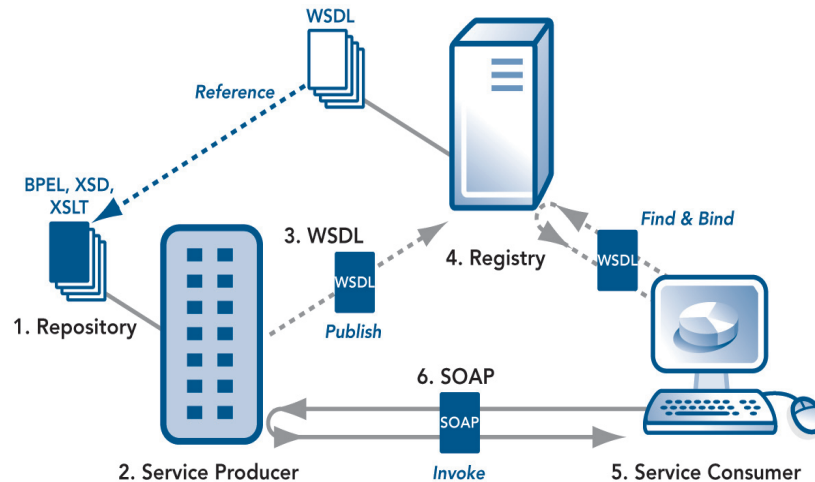 WSDL
Reference
BPEL, XSD,
XSLT
1. Repository
3. WSDL
WSDL
Publish
4. Registry
Find & Bind
WSDL
6. SOAP
SOAP
Invoke
2. Service Producer
5. Service Consumer